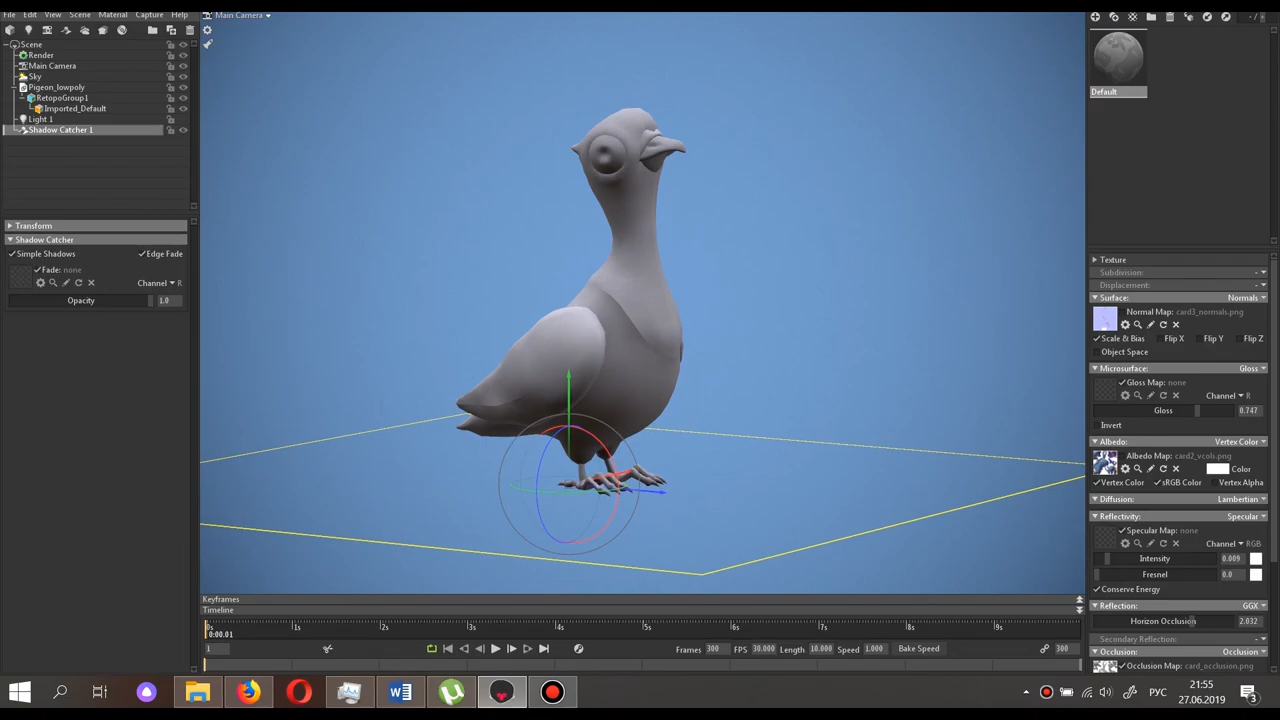 File Edit View Scene Material Capture Help
Main Camera
Scene
Render
Main Camera
Sky
Pigeon_lowpoly
RetopoGroup1
Imported_Default
Light 1
Shadow Catcher 1
Transform
Shadow Catcher
Simple Shadows Edge Fade
Fade: none
Channel R
Opacity 1.0
Default
Texture
Subdivision:
Displacement:
Surface: Normals
Normal Map: card3_normals.png
Scale & Bias Flip X Flip Y Flip Z
Object Space
Microsurface: Gloss
Gloss Map: none
Channel R
Gloss 0.747
Invert
Albedo: Vertex Color
Albedo Map: card2_vcols.png
Color
Vertex Color sRGB Color Vertex Alpha
Diffusion: Lambertian
Reflectivity: Specular
Specular Map: none
Channel RGB
Intensity 0.009
Fresnel 0.0
Conserve Energy
Reflection: GGX
Horizon Occlusion 2.032
Secondary Reflection:
Occlusion: Occlusion
Occlusion Map: card_occlusion.png
Keyframes
Timeline
0s 1s 2s 3s 4s 5s 6s 7s 8s 9s
0:00.01
1 Frames 300 FPS 30.000 Length 10.000 Speed 1.000 Bake Speed 300
РУС
21:55
27.06.2019
3